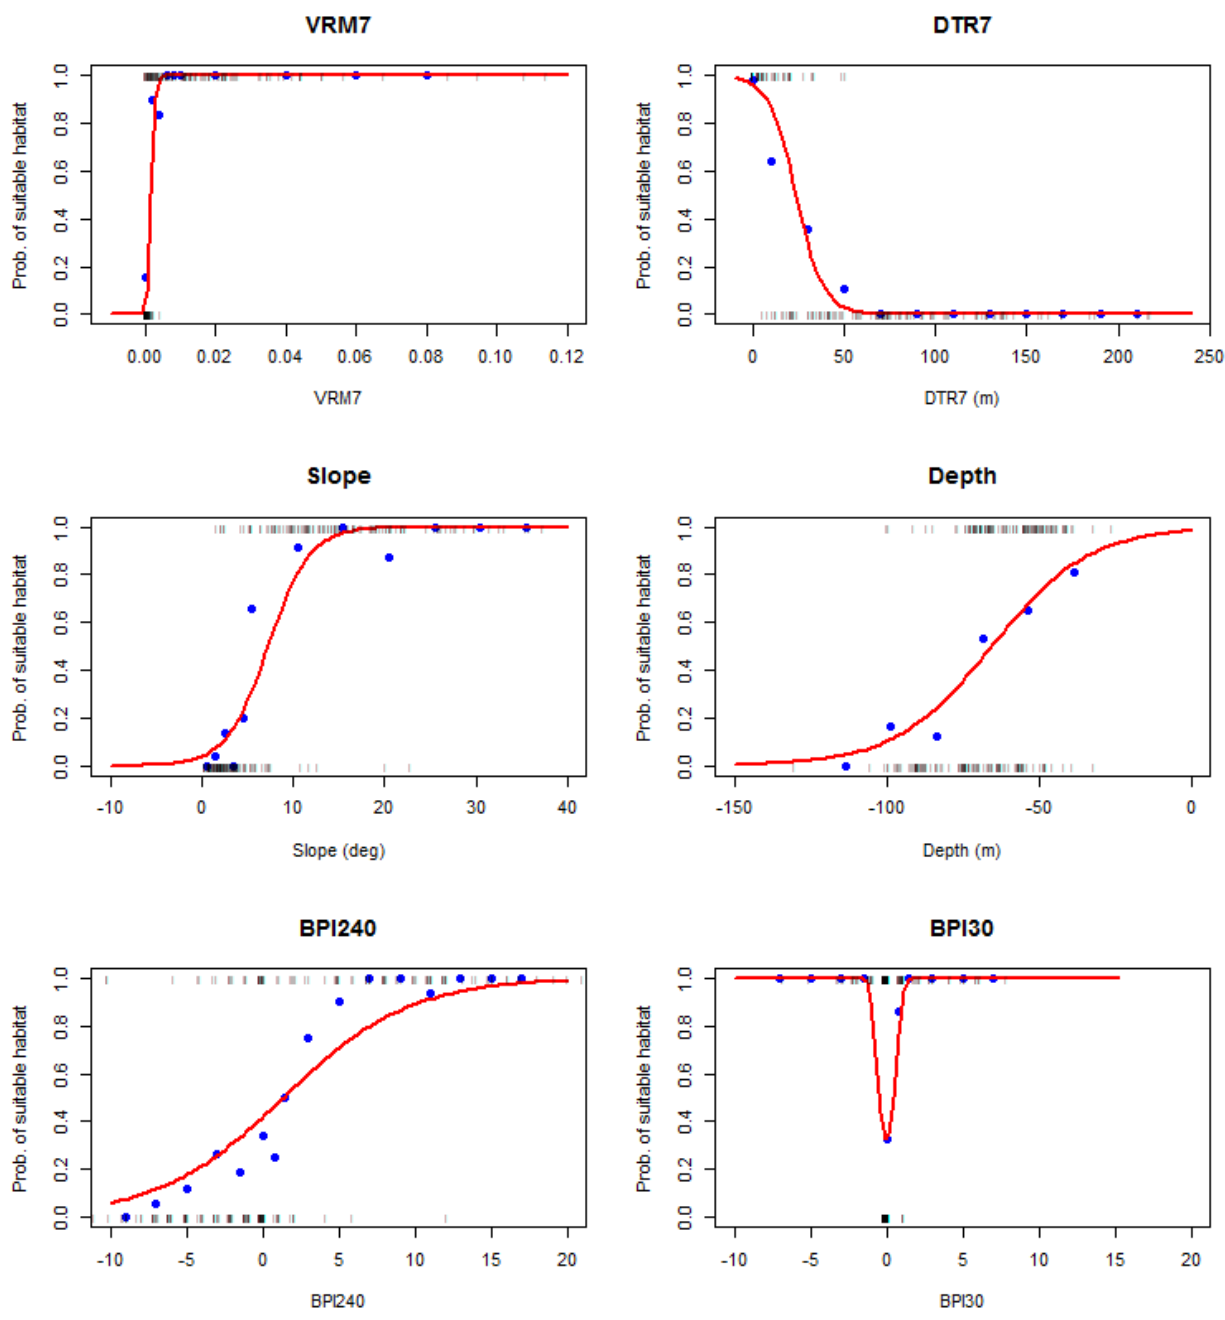 VRM7
Prob. of suitable habitat
0.0 0.2 0.4 0.6 0.8 1.0
0.00 0.02 0.04 0.06 0.08 0.10 0.12
VRM7
DTR7
Prob. of suitable habitat
0.0 0.2 0.4 0.6 0.8 1.0
0 50 100 150 200 250
DTR7 (m)
Slope
Prob. of suitable habitat
0.0 0.2 0.4 0.6 0.8 1.0
-10 0 10 20 30 40
Slope (deg)
Depth
Prob. of suitable habitat
0.0 0.2 0.4 0.6 0.8 1.0
-150 -100 -50 0
Depth (m)
BPI240
Prob. of suitable habitat
0.0 0.2 0.4 0.6 0.8 1.0
-10 -5 0 5 10 15 20
BPI240
BPI30
Prob. of suitable habitat
0.0 0.2 0.4 0.6 0.8 1.0
-10 -5 0 5 10 15 20
BPI30